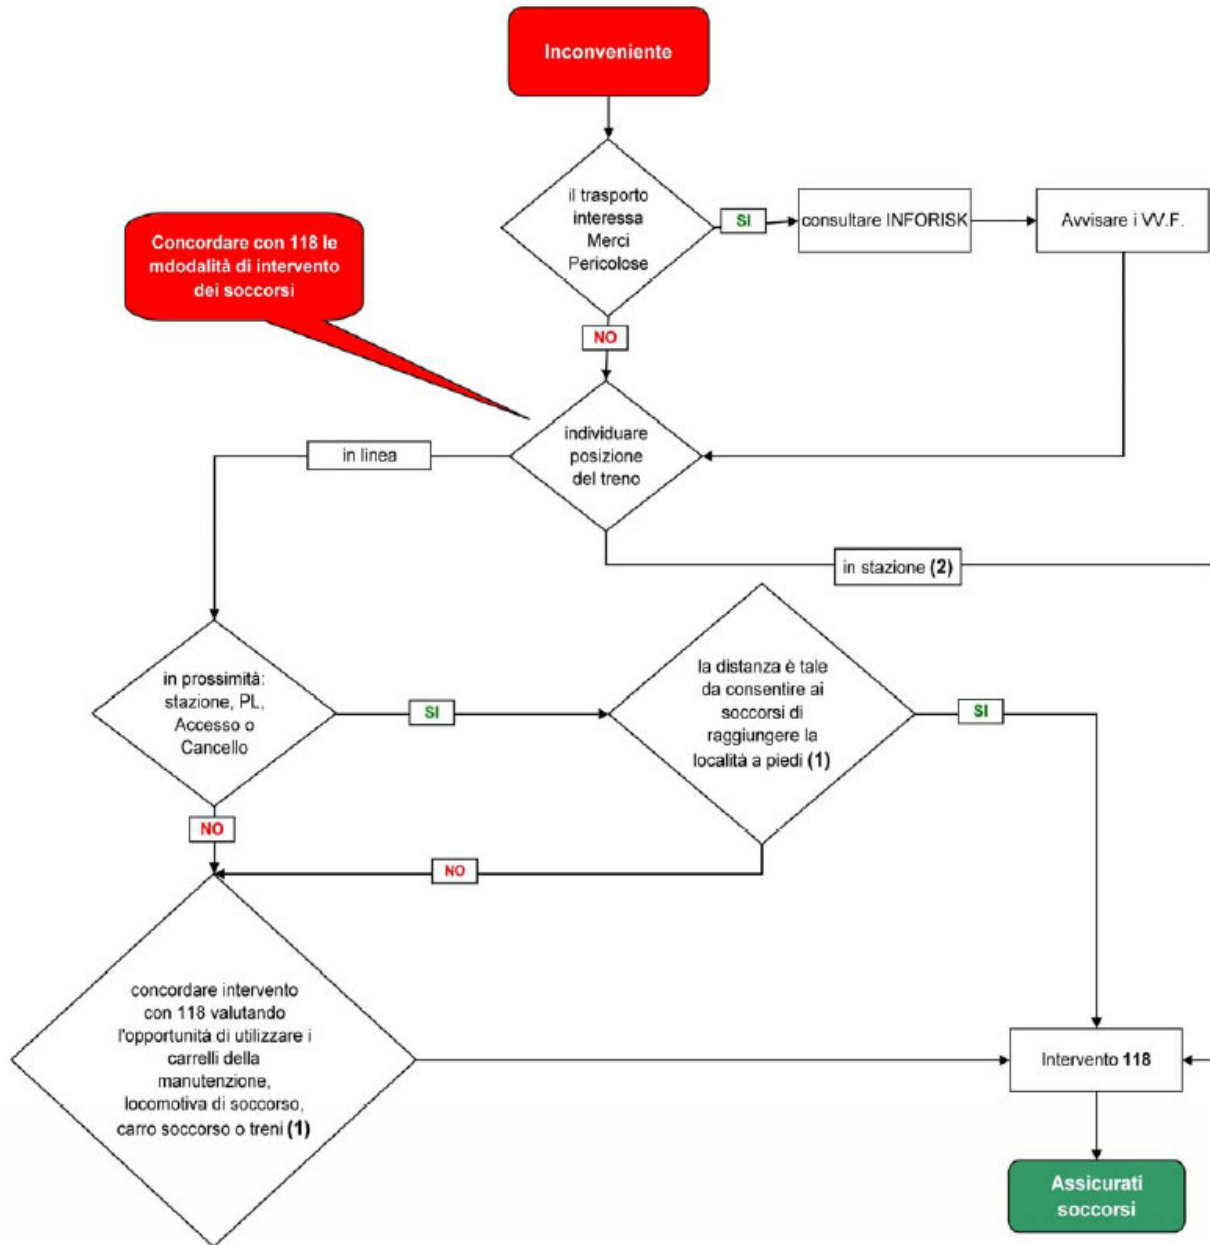 Inconveniente
il trasporto
interessa
Merci
Pericolose
SI
consultare INFORISK
Avvisare i VV.F.
Concordare con 118 le
mdodalità di intervento
dei soccorsi
NO
individuare
posizione
del treno
in linea
in stazione (2)
in prossimità:
stazione, PL,
Accesso o
Cancello
SI
la distanza è tale
da consentire ai
soccorsi di
raggiungere la
località a piedi (1)
SI
NO
NO
concordare intervento
con 118 valutando
l'opportunità di utilizzare i
carrelli della
manutenzione,
locomotiva di soccorso,
carro soccorso o treni (1)
Intervento 118
Assicurati
soccorsi